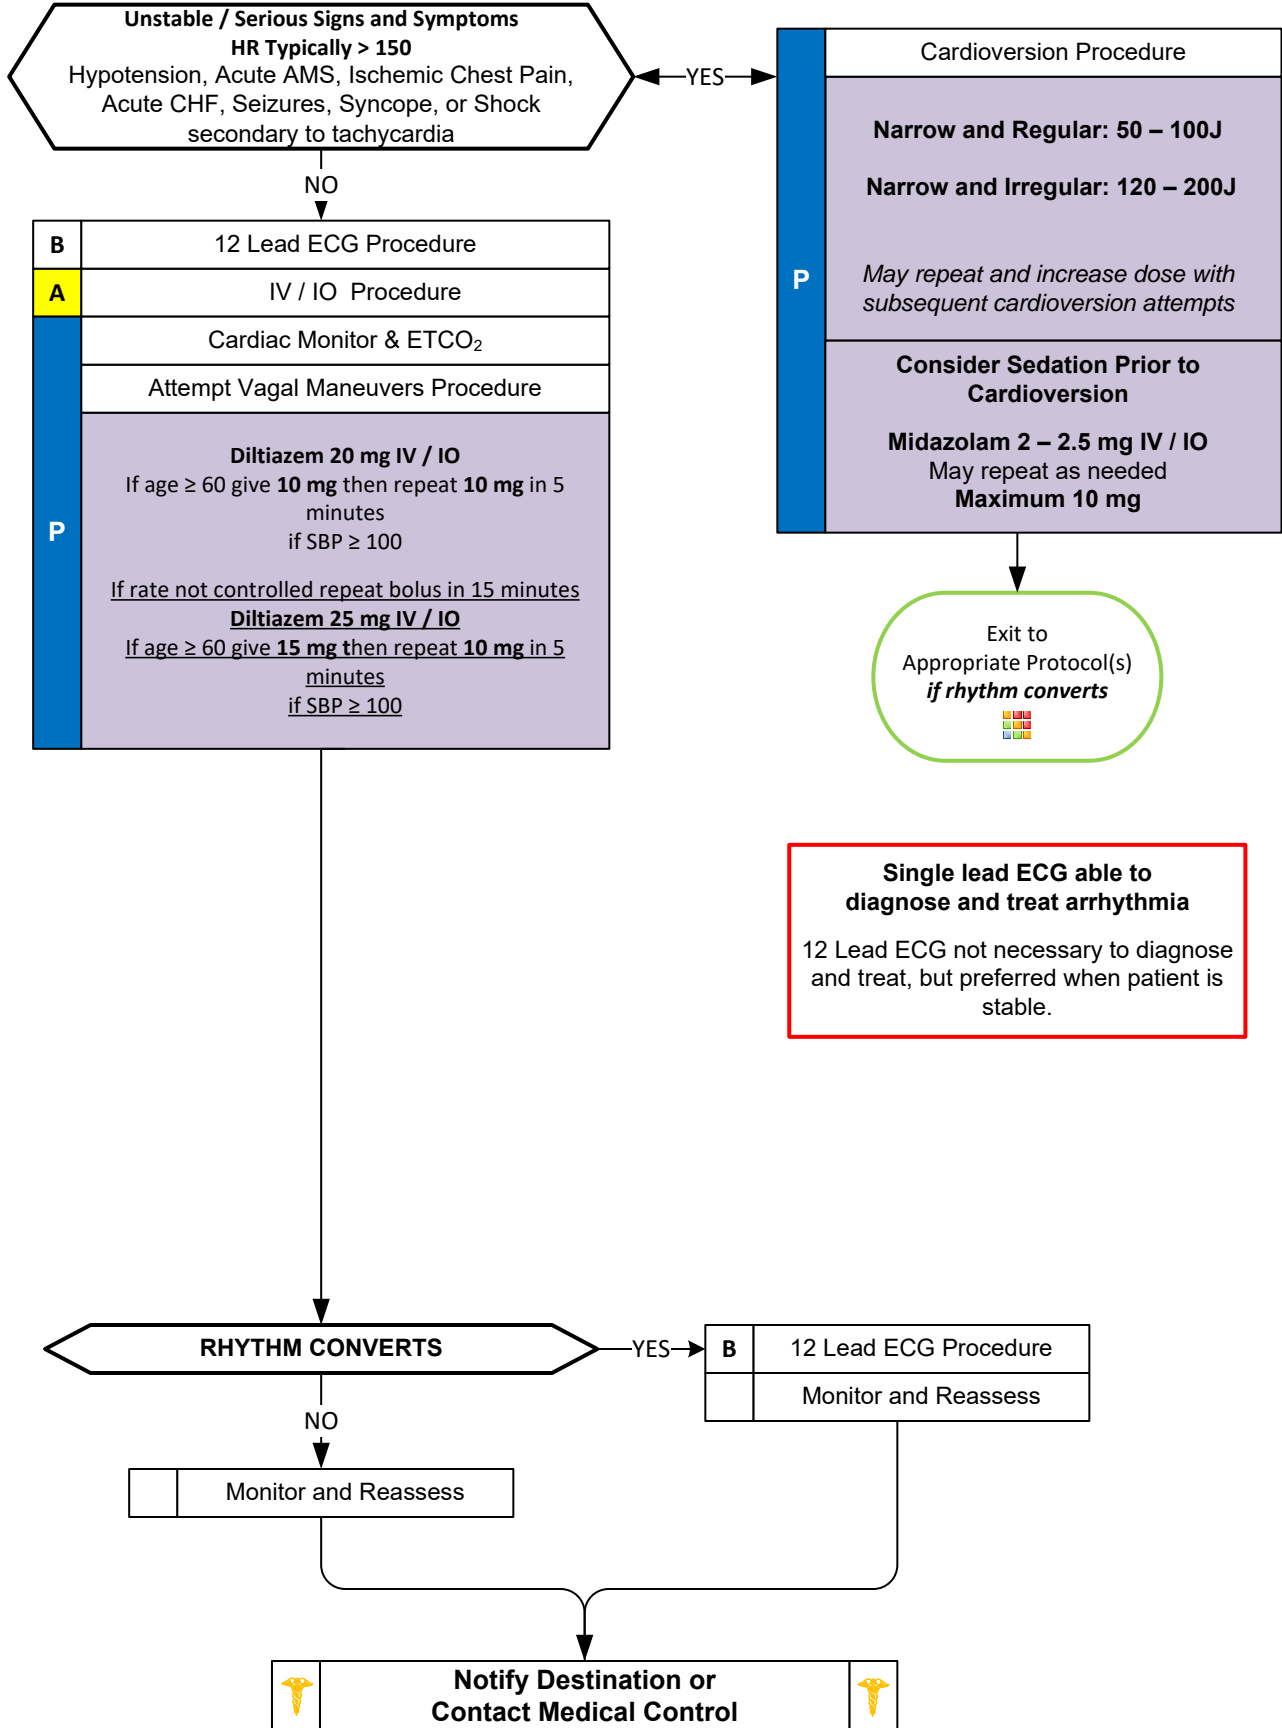 Unstable / Serious Signs and Symptoms
HR Typically > 150
Hypotension, Acute AMS, Ischemic Chest Pain,
Acute CHF, Seizures, Syncope, or Shock
secondary to tachycardia
YES
NO
P
Cardioversion Procedure
Narrow and Regular: 50 – 100J
Narrow and Irregular: 120 – 200J
May repeat and increase dose with
subsequent cardioversion attempts
Consider Sedation Prior to
Cardioversion
Midazolam 2 – 2.5 mg IV / IO
May repeat as needed
Maximum 10 mg
Exit to
Appropriate Protocol(s)
if rhythm converts
B
12 Lead ECG Procedure
A
IV / IO Procedure
P
Cardiac Monitor & ETCO₂
Attempt Vagal Maneuvers Procedure
Diltiazem 20 mg IV / IO
If age ≥ 60 give 10 mg then repeat 10 mg in 5
minutes
if SBP ≥ 100
If rate not controlled repeat bolus in 15 minutes
Diltiazem 25 mg IV / IO
If age ≥ 60 give 15 mg then repeat 10 mg in 5
minutes
if SBP ≥ 100
Single lead ECG able to
diagnose and treat arrhythmia
12 Lead ECG not necessary to diagnose
and treat, but preferred when patient is
stable.
RHYTHM CONVERTS
YES
B
12 Lead ECG Procedure
Monitor and Reassess
NO
Monitor and Reassess
Notify Destination or
Contact Medical Control